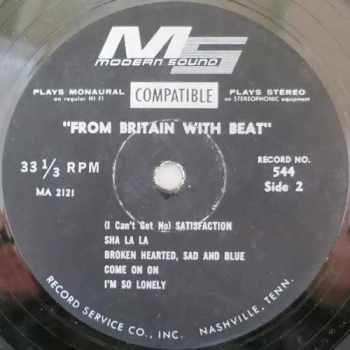 MS
MODERN SOUND
PLAYS MONAURAL
on regular HI FI
COMPATIBLE
PLAYS STEREO
on STEREOPHONIC equipment
"FROM BRITAIN WITH BEAT"
33 1/3 RPM
MA 2121
RECORD NO.
544
Side 2
(I Can't Get No) SATISFACTION
SHA LA LA
BROKEN HEARTED, SAD AND BLUE
COME ON ON
I'M SO LONELY
RECORD SERVICE CO., INC. NASHVILLE, TENN.